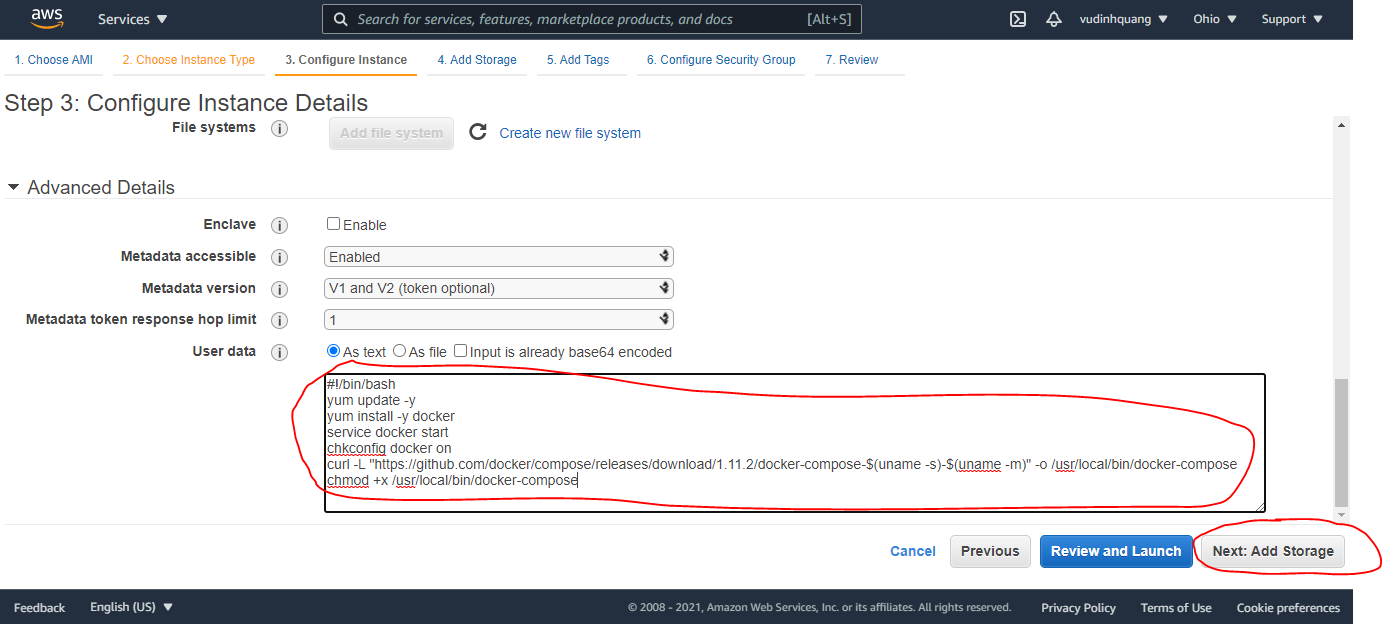 aws Services Search for services, features, marketplace products, and docs [Alt+S] vudinhquang Ohio Support
1. Choose AMI 2. Choose Instance Type 3. Configure Instance 4. Add Storage 5. Add Tags 6. Configure Security Group 7. Review
Step 3: Configure Instance Details
File systems i Add file system Create new file system
Advanced Details
Enclave i Enable
Metadata accessible i Enabled
Metadata version i V1 and V2 (token optional)
Metadata token response hop limit i 1
User data i As text As file Input is already base64 encoded
#!/bin/bash
yum update -y
yum install -y docker
service docker start
chkconfig docker on
curl -L "https://github.com/docker/compose/releases/download/1.11.2/docker-compose-$(uname -s)-$(uname -m)" -o /usr/local/bin/docker-compose
chmod +x /usr/local/bin/docker-compose
Cancel Previous Review and Launch Next: Add Storage
Feedback English (US) © 2008 - 2021, Amazon Web Services, Inc. or its affiliates. All rights reserved. Privacy Policy Terms of Use Cookie preferences